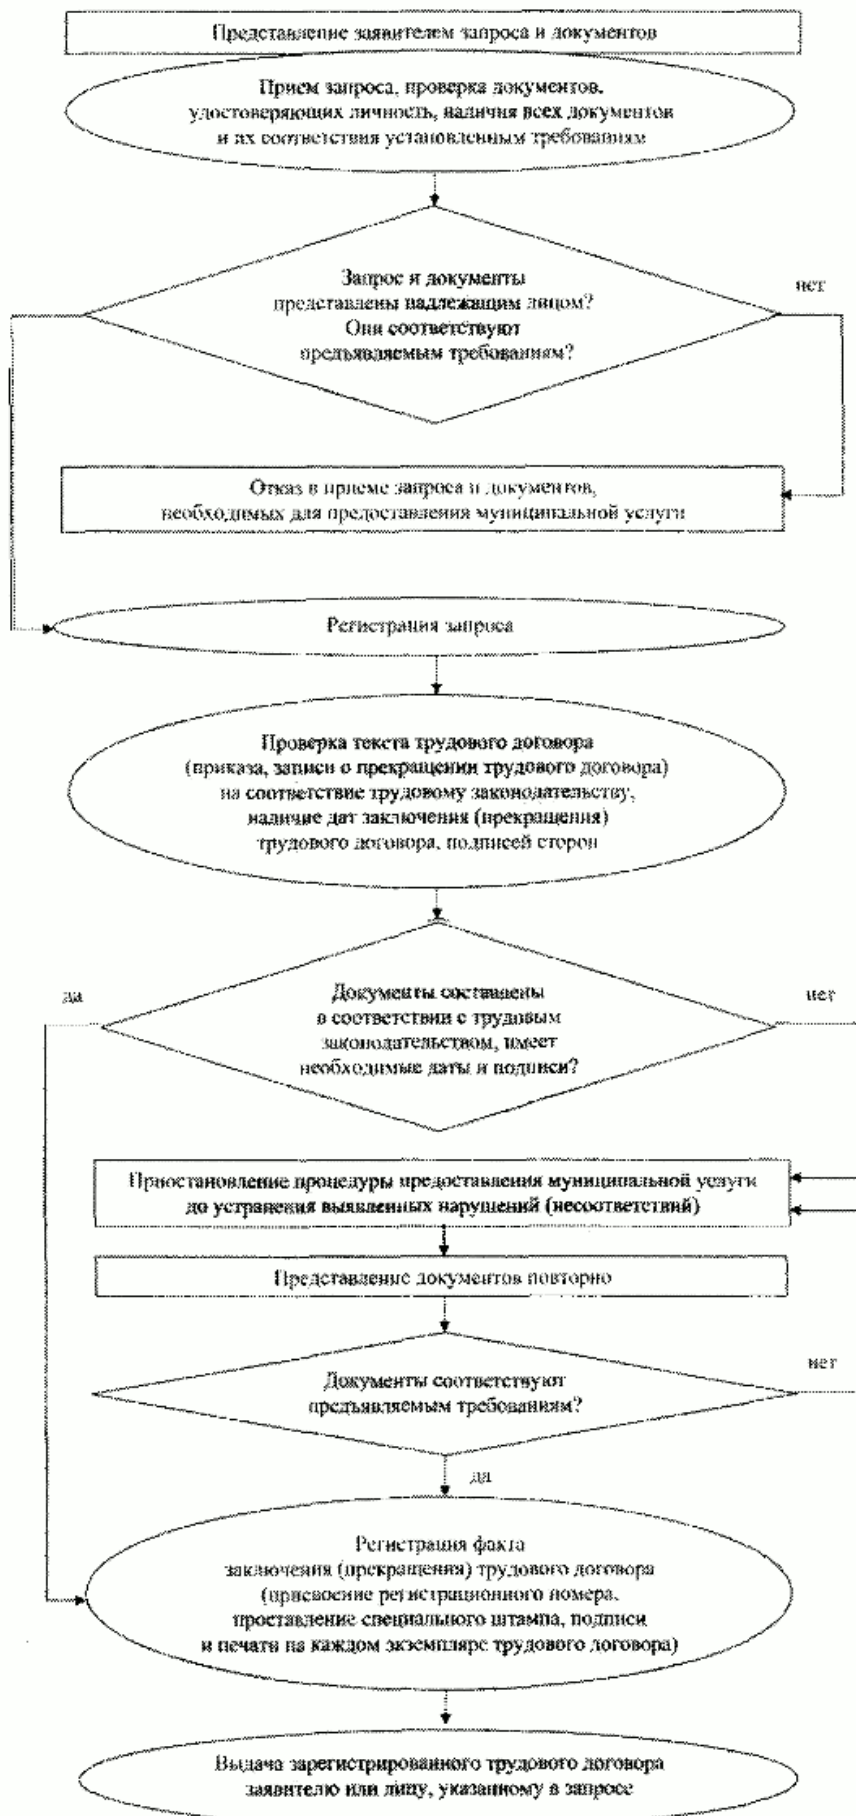 Представление заявителем запроса и документов
Прием запроса, проверка документов,
удостоверяющих личность, наличия всех документов
и их соответствия установленным требованиям
Запрос и документы
представлены надлежащим лицом?
Они соответствуют
предъявляемым требованиям?
нет
Отказ в приеме запроса и документов,
необходимых для предоставления муниципальной услуги
Регистрация запроса
Проверка текста трудового договора
(приказа, записи о прекращении трудового договора)
на соответствие трудовому законодательству,
наличие дат заключения (прекращения)
трудового договора, подписей сторон
да
нет
Документы составлены
в соответствии с трудовым
законодательством, имеет
необходимые даты и подписи?
Приостановление процедуры предоставления муниципальной услуги
до устранения выявленных нарушений (несоответствий)
Представление документов повторно
нет
Документы соответствуют
предъявляемым требованиям?
да
Регистрация факта
заключения (прекращения) трудового договора
(присвоение регистрационного номера,
проставление специального штампа, подписи
и печати на каждом экземпляре трудового договора)
Выдача зарегистрированного трудового договора
заявителю или лицу, указанному в запросе